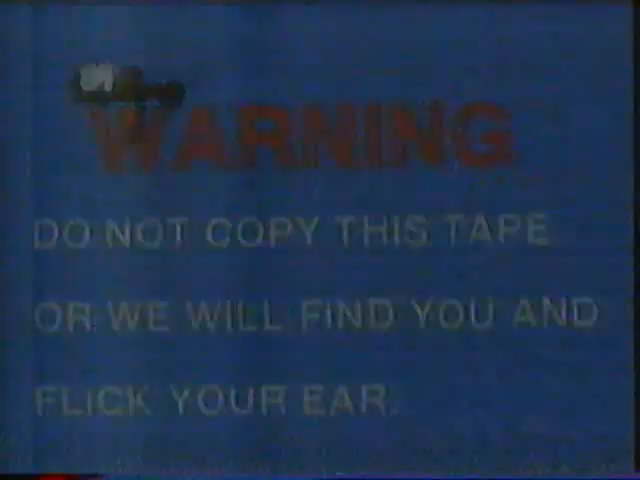 WARNING
DO NOT COPY THIS TAPE
OR WE WILL FIND YOU AND
FLICK YOUR EAR.